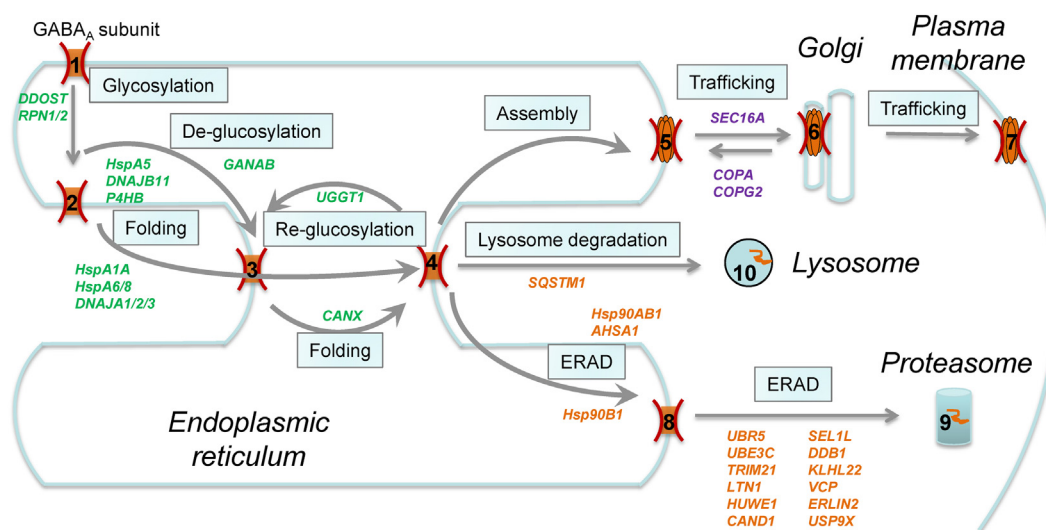 GABAA subunit
1
Glycosylation
DDOST
RPN1/2
De-glucosylation
GANAB
HspA5
DNAJB11
P4HB
2
Folding
HspA1A
HspA6/8
DNAJA1/2/3
UGGT1
Re-glucosylation
3
4
CANX
Folding
Assembly
5
Trafficking
SEC16A
COPA
COPG2
Golgi
6
Plasma
membrane
Trafficking
7
Lysosome degradation
SQSTM1
10
Lysosome
Hsp90AB1
AHSA1
ERAD
Hsp90B1
8
ERAD
UBR5
UBE3C
TRIM21
LTN1
HUWE1
CAND1
SEL1L
DDB1
KLHL22
VCP
ERLIN2
USP9X
Proteasome
9
Endoplasmic
reticulum